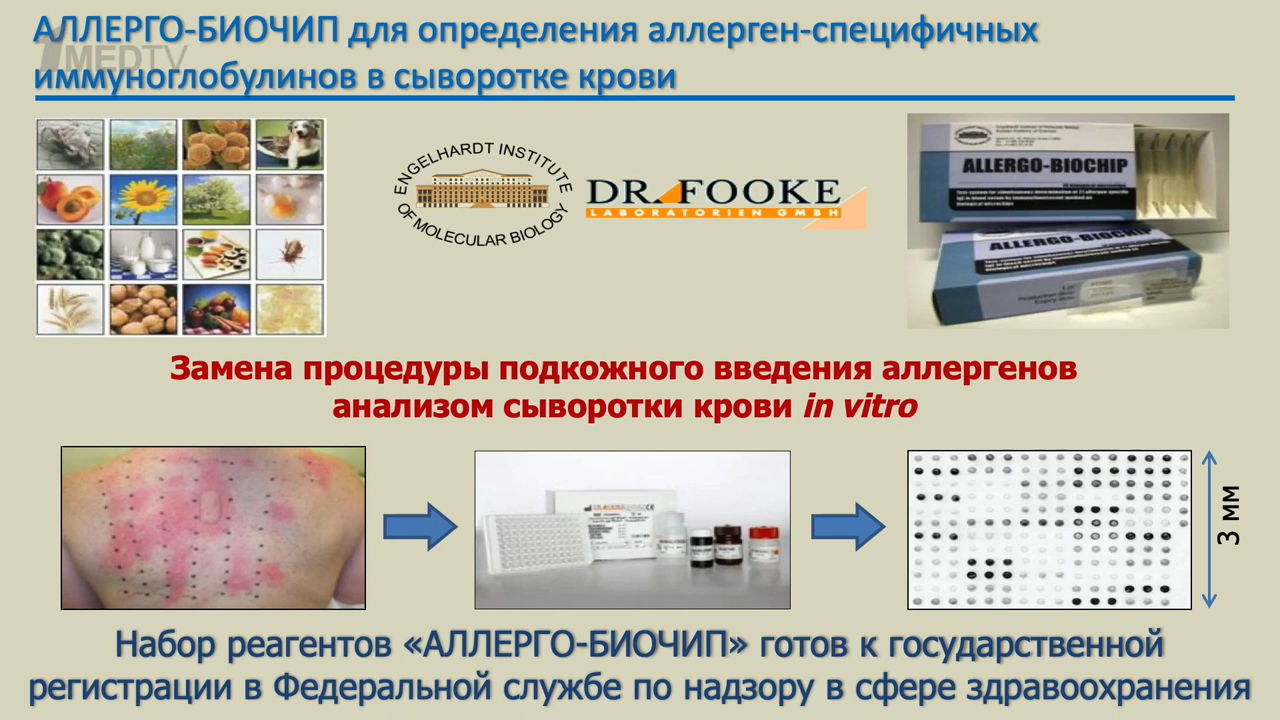 АЛЛЕРГО-БИОЧИП для определения аллерген-специфичных
иммуноглобулинов в сыворотке крови
1MEDTV
ENGELHARDT INSTITUTE
OF MOLECULAR BIOLOGY
DR. FOOKE
LABORATORIEN GMBH
ALLERGO-BIOCHIP
ALLERGO-BIOCHIP
Замена процедуры подкожного введения аллергенов
анализом сыворотки крови in vitro
3 мм
Набор реагентов «АЛЛЕРГО-БИОЧИП» готов к государственной
регистрации в Федеральной службе по надзору в сфере здравоохранения